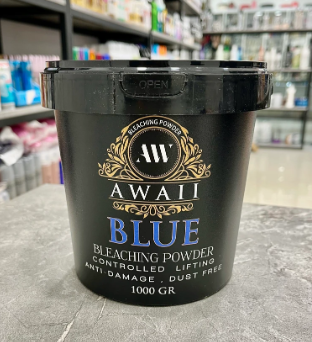 OPEN
BLEACHING POWDER
AW
AWAII
BLUE
BLEACHING POWDER
CONTROLLED LIFTING
ANTI-DAMAGE . DUST FREE
1000 GR